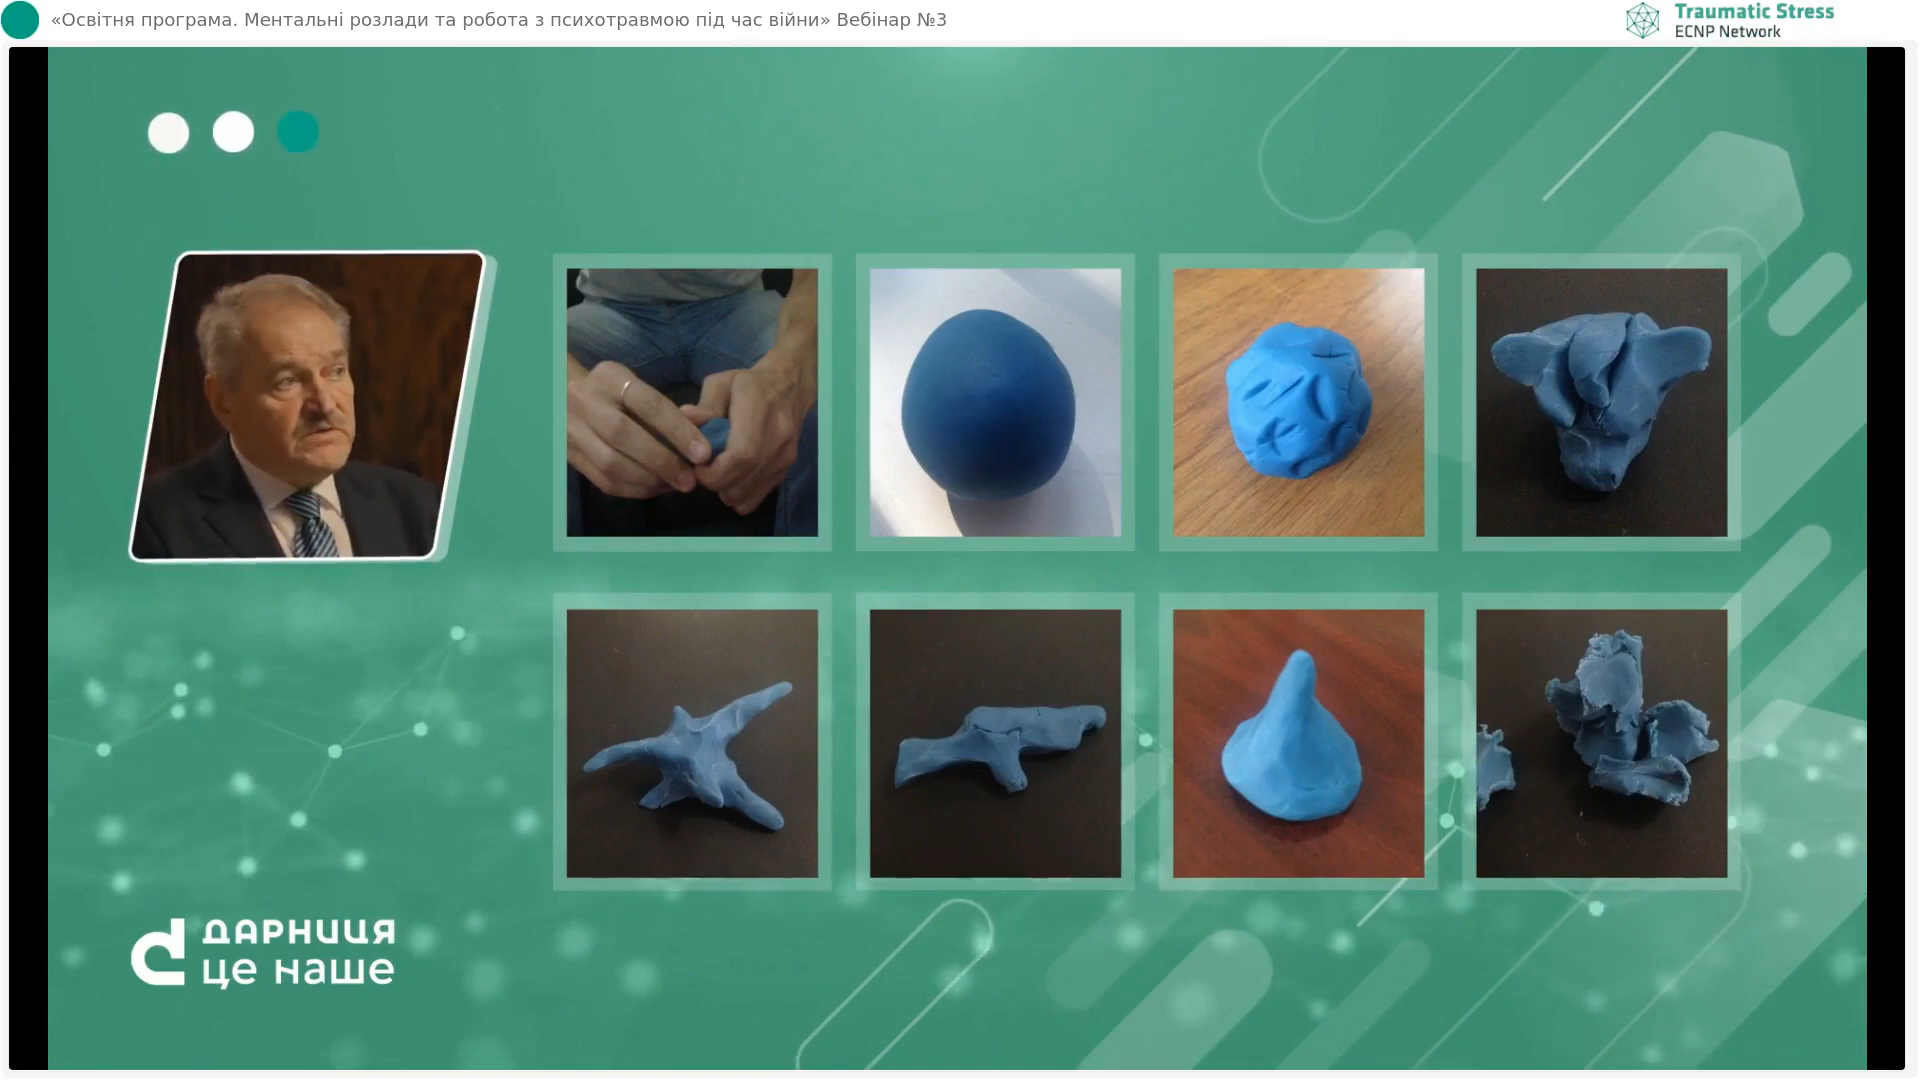 «Освітня програма. Ментальні розлади та робота з психотравмою під час війни» Вебінар №3
Traumatic Stress
ECNP Network
ДАРНИЦЯ
це наше